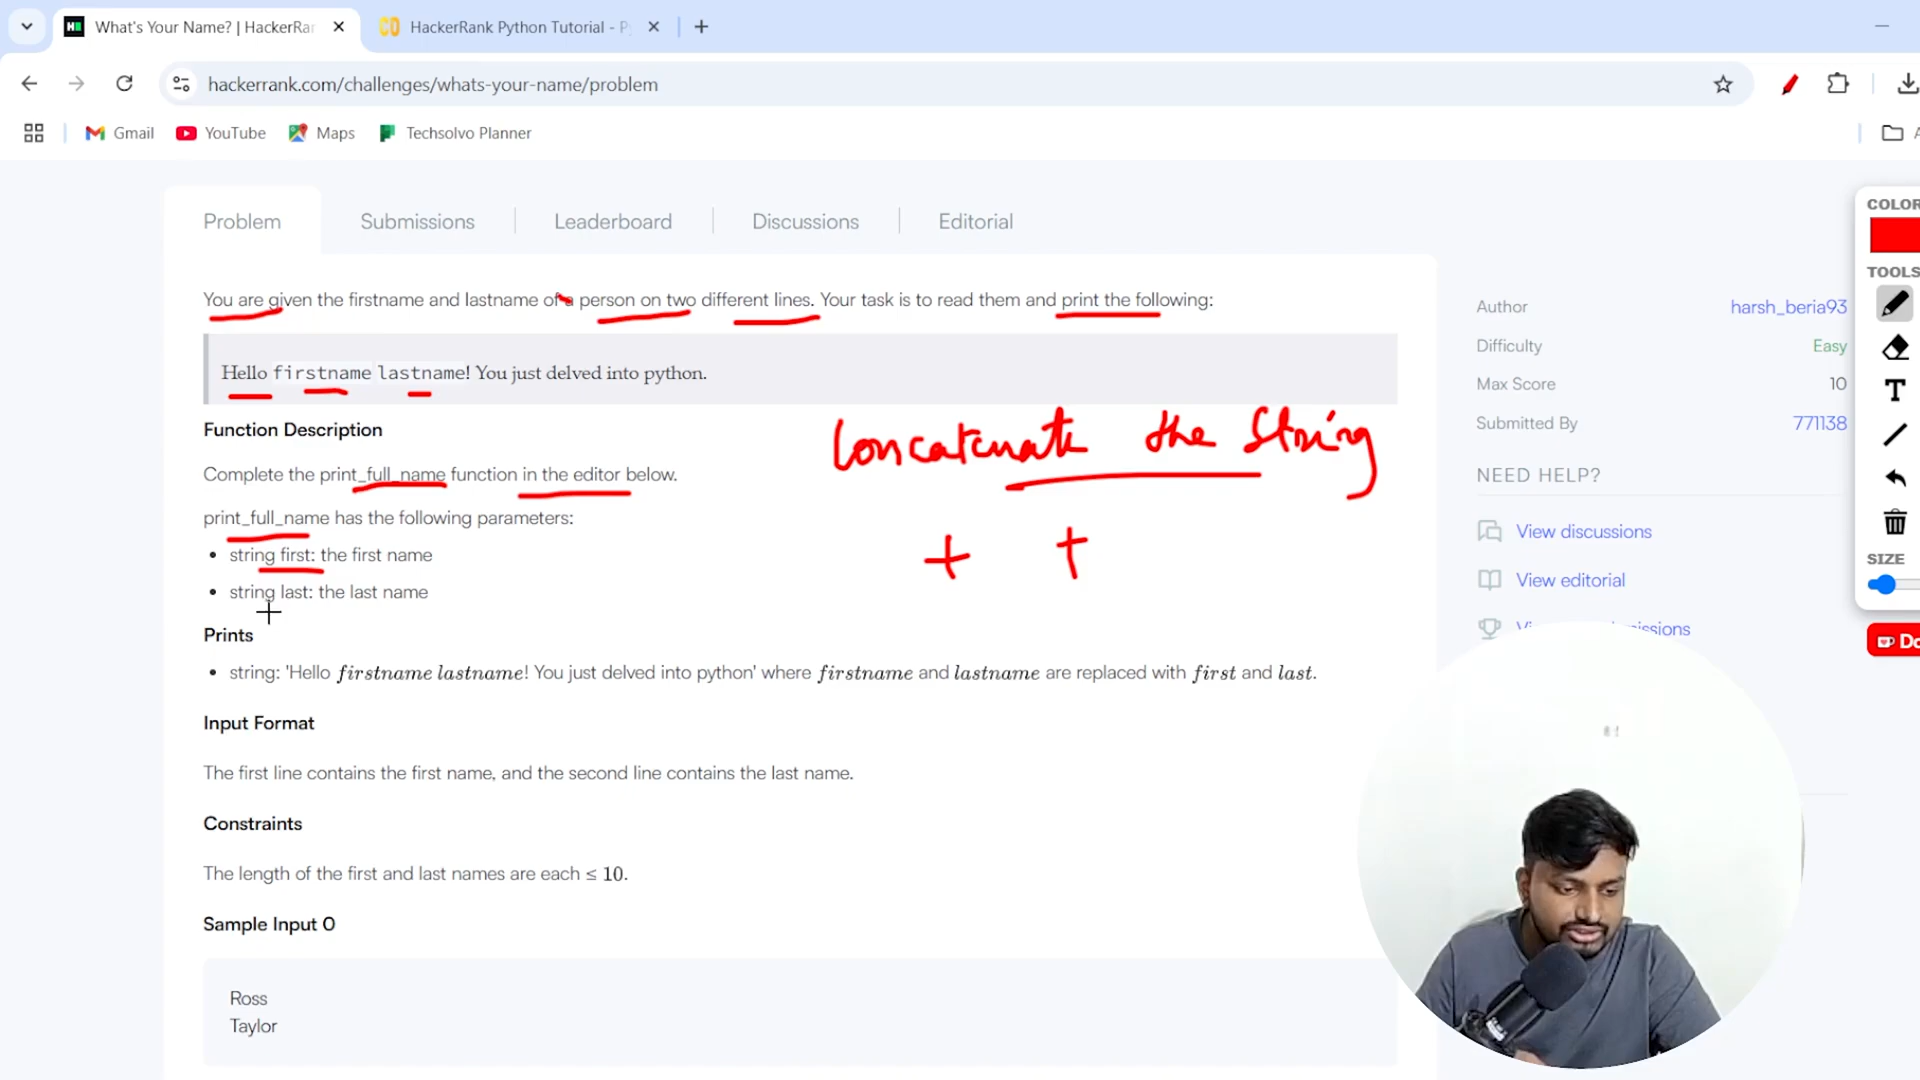 What's Your Name? | HackerRan
HackerRank Python Tutorial - P
hackerrank.com/challenges/whats-your-name/problem
Gmail YouTube Maps Techsolvo Planner
Problem Submissions Leaderboard Discussions Editorial
You are given the firstname and lastname of a person on two different lines. Your task is to read them and print the following:
Hello firstname lastname! You just delved into python.
Function Description
Complete the print_full_name function in the editor below.
print_full_name has the following parameters:
string first: the first name
string last: the last name
Prints
string: 'Hello firstname lastname! You just delved into python' where firstname and lastname are replaced with first and last.
Input Format
The first line contains the first name, and the second line contains the last name.
Constraints
The length of the first and last names are each ≤ 10.
Sample Input 0
Ross
Taylor
Concatenate the String
+ +
Author harsh_beria93
Difficulty Easy
Max Score 10
Submitted By 771138
NEED HELP?
View discussions
View editorial
COLOR
TOOLS
T
SIZE